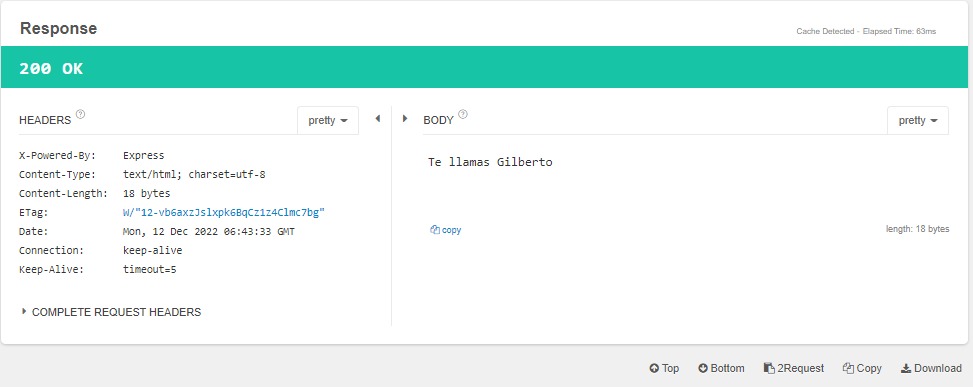 Response
Cache Detected - Elapsed Time: 63ms
200 OK
HEADERS
pretty
X-Powered-By: Express
Content-Type: text/html; charset=utf-8
Content-Length: 18 bytes
ETag: W/"12-vb6axzJslxpk6BqCz1z4Clmc7bg"
Date: Mon, 12 Dec 2022 06:43:33 GMT
Connection: keep-alive
Keep-Alive: timeout=5
COMPLETE REQUEST HEADERS
BODY
pretty
Te llamas Gilberto
copy
length: 18 bytes
Top
Bottom
2Request
Copy
Download